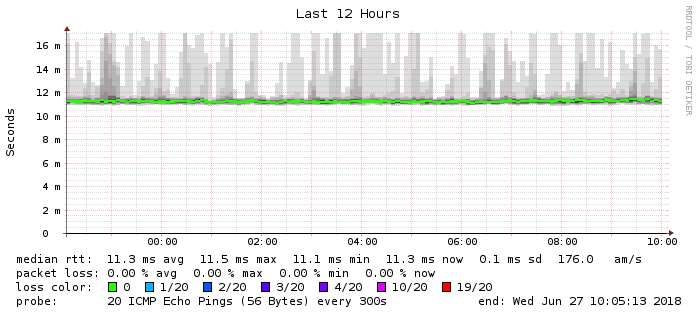 Last 12 Hours
RRDTOOL / TOBI OETIKER
Seconds
16 m
14 m
12 m
10 m
8 m
6 m
4 m
2 m
0
00:00 02:00 04:00 06:00 08:00 10:00
median rtt: 11.3 ms avg 11.5 ms max 11.1 ms min 11.3 ms now 0.1 ms sd 176.0 am/s
packet loss: 0.00 % avg 0.00 % max 0.00 % min 0.00 % now
loss color: 0 1/20 2/20 3/20 4/20 10/20 19/20
probe: 20 ICMP Echo Pings (56 Bytes) every 300s end: Wed Jun 27 10:05:13 2018